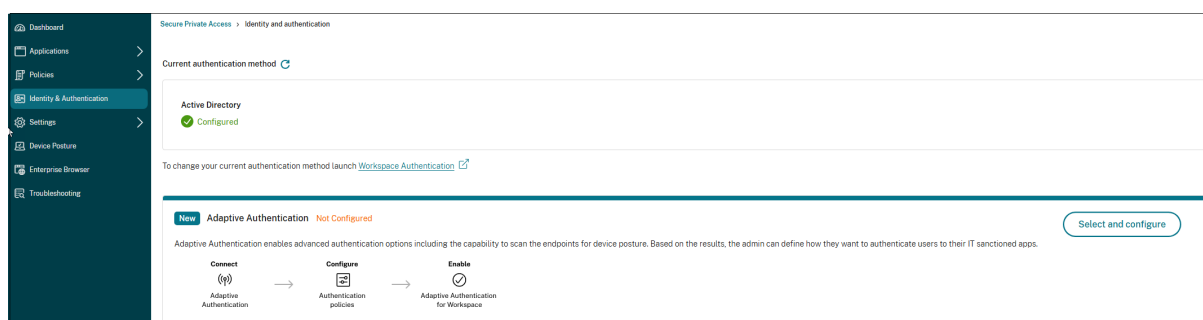 Dashboard
Applications
Policies
Identity & Authentication
Settings
Device Posture
Enterprise Browser
Troubleshooting
Secure Private Access > Identity and authentication
Current authentication method
Active Directory
Configured
To change your current authentication method launch Workspace Authentication
New Adaptive Authentication Not Configured
Select and configure
Adaptive Authentication enables advanced authentication options including the capability to scan the endpoints for device posture. Based on the results, the admin can define how they want to authenticate users to their IT sanctioned apps.
Connect
Adaptive
Authentication
Configure
Authentication
policies
Enable
Adaptive Authentication
for Workspace